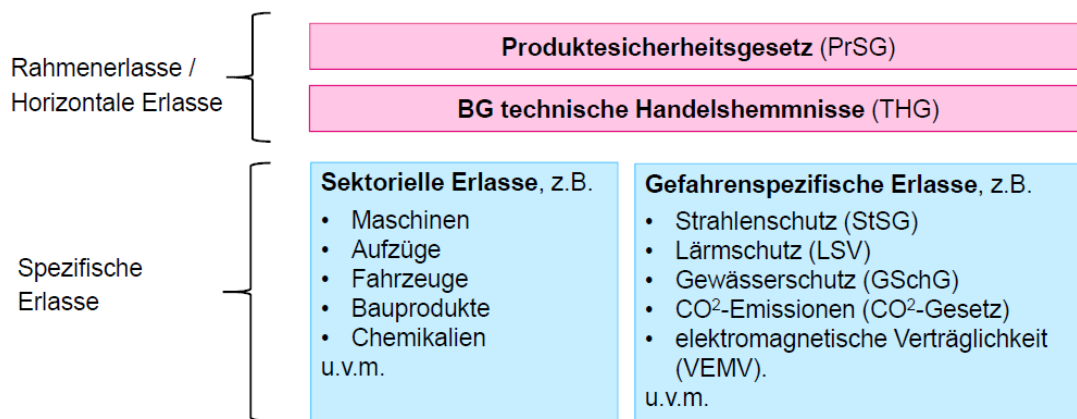 Rahmenerlasse /
Horizontale Erlasse
Produktesicherheitsgesetz (PrSG)
BG technische Handelshemmnisse (THG)
Spezifische
Erlasse
Sektorielle Erlasse, z.B.
• Maschinen
• Aufzüge
• Fahrzeuge
• Bauprodukte
• Chemikalien
u.v.m.
Gefahrenspezifische Erlasse, z.B.
• Strahlenschutz (StSG)
• Lärmschutz (LSV)
• Gewässerschutz (GSchG)
• CO²-Emissionen (CO²-Gesetz)
• elektromagnetische Verträglichkeit
(VEMV).
u.v.m.